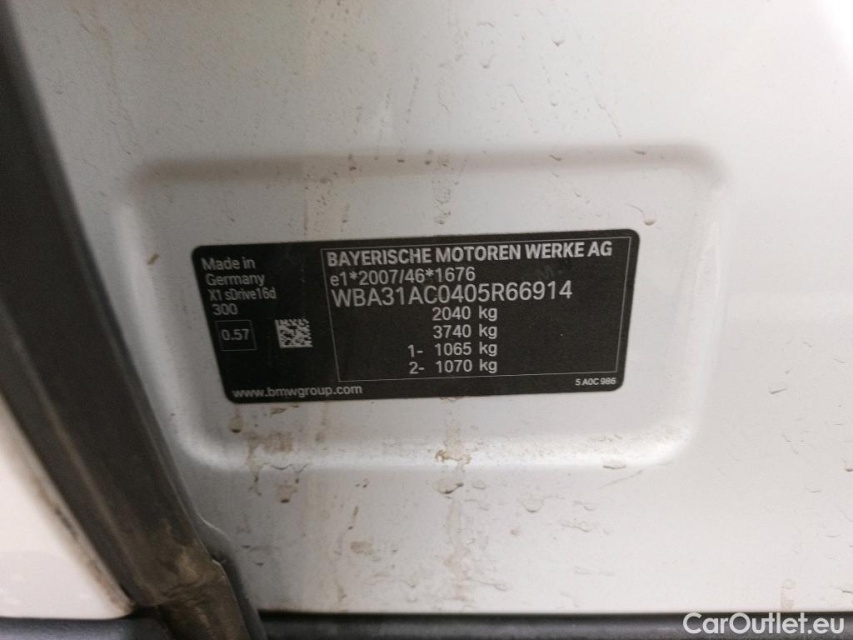 Made in
Germany
X1 sDrive16d
300
0.57
www.bmwgroup.com
BAYERISCHE MOTOREN WERKE AG
e1*2007/46*1676
WBA31AC0405R66914
2040 kg
3740 kg
1- 1065 kg
2- 1070 kg
5 A0C 986
CarOutlet.eu